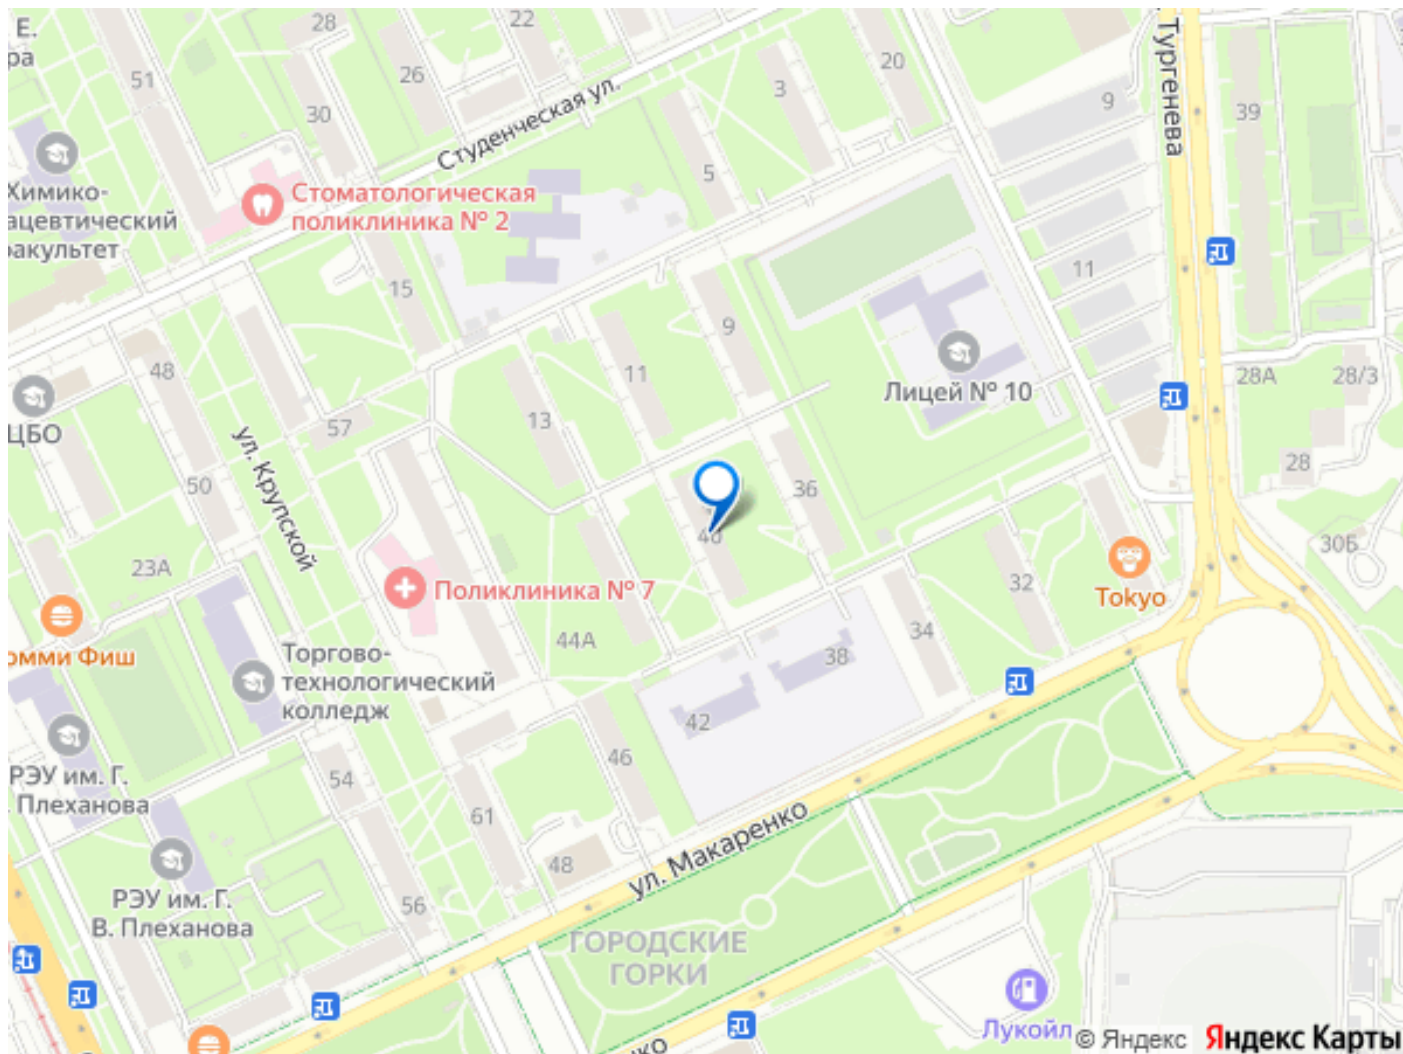 Е.
ра
28
22
51
26
30
3
20
9
39
Тургенева
Студенческая ул.
5
Химико-
ацевтический
факультет
Стоматологическая
поликлиника № 2
15
11
9
48
11
Лицей № 10
28А
28/3
ЦБО
57
13
ул. Крупской
50
36
28
40
30Б
23А
Поликлиника № 7
32
Tokyo
омми Фиш
44А
34
38
Торгово-
технологический
колледж
42
РЭУ им. Г.
Плеханова
54
46
61
ул. Макаренко
48
РЭУ им. Г.
В. Плеханова
56
ГОРОДСКИЕ
ГОРКИ
Лукойл
нко
© Яндекс
Яндекс Карты